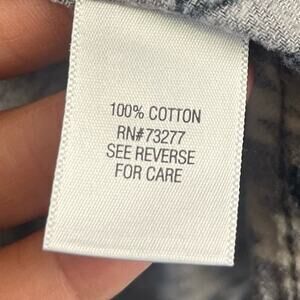 100% COTTON
RN#73277
SEE REVERSE
FOR CARE